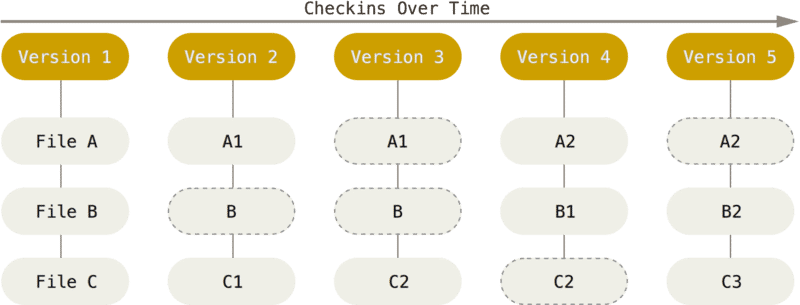 Checkins Over Time
Version 1 Version 2 Version 3 Version 4 Version 5
File A A1 A1 A2 A2
File B B B B1 B2
File C C1 C2 C2 C3